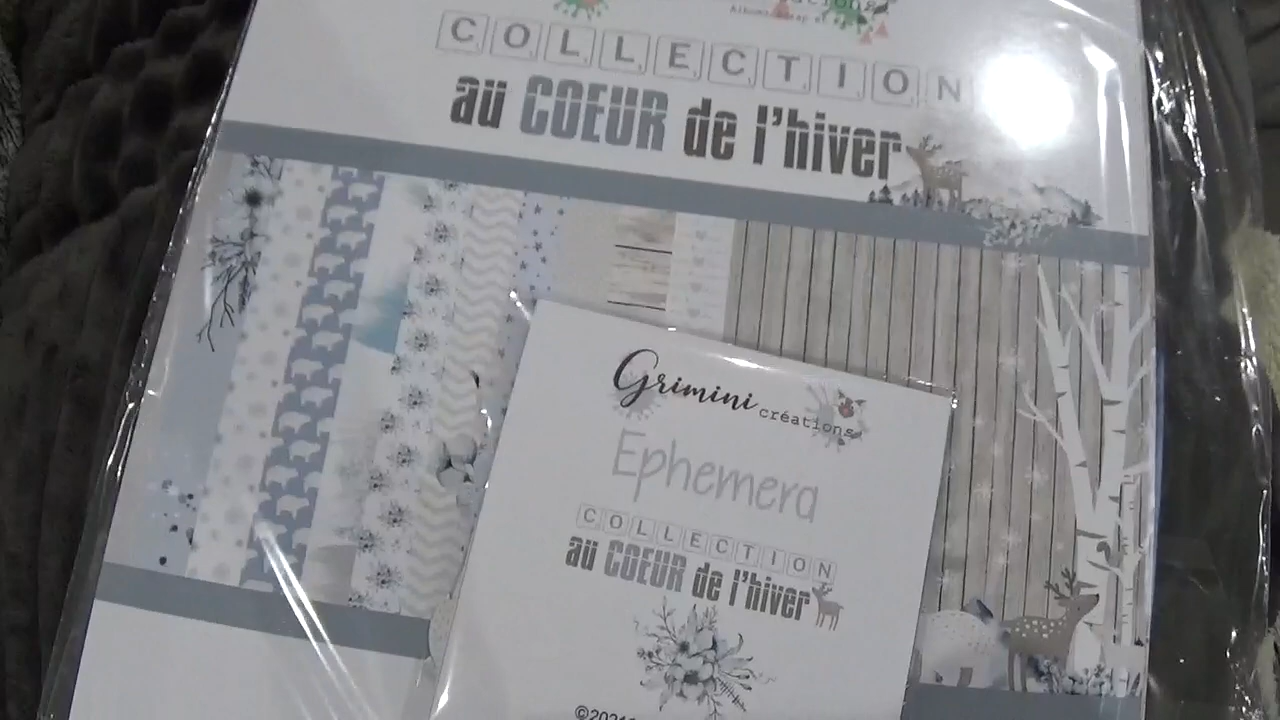 COLLECTION
au COEUR de l'hiver
Grimini
créations
Ephemera
COLLECTION
au COEUR de l'hiver